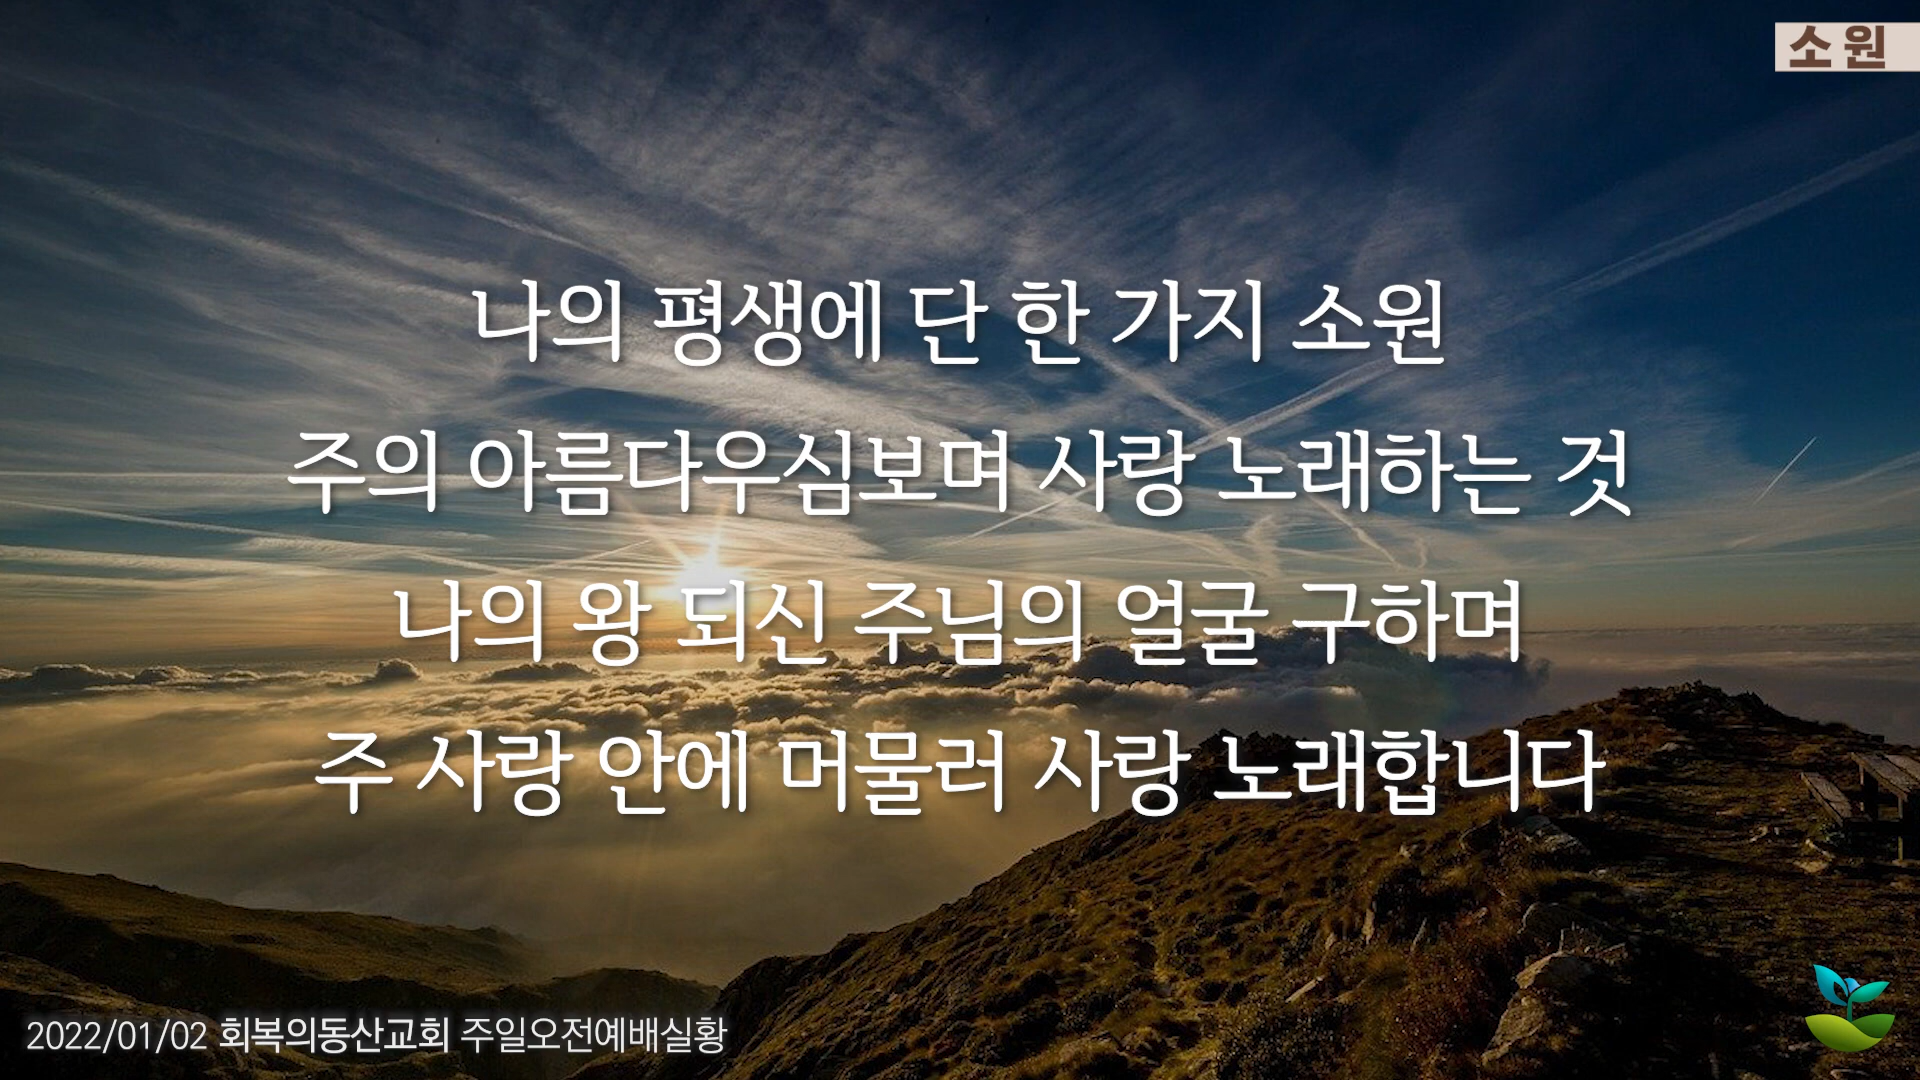 소원
나의 평생에 단 한 가지 소원
주의 아름다우심보며 사랑 노래하는 것
나의 왕 되신 주님의 얼굴 구하며
주 사랑 안에 머물러 사랑 노래합니다
2022/01/02 회복의동산교회 주일오전예배실황